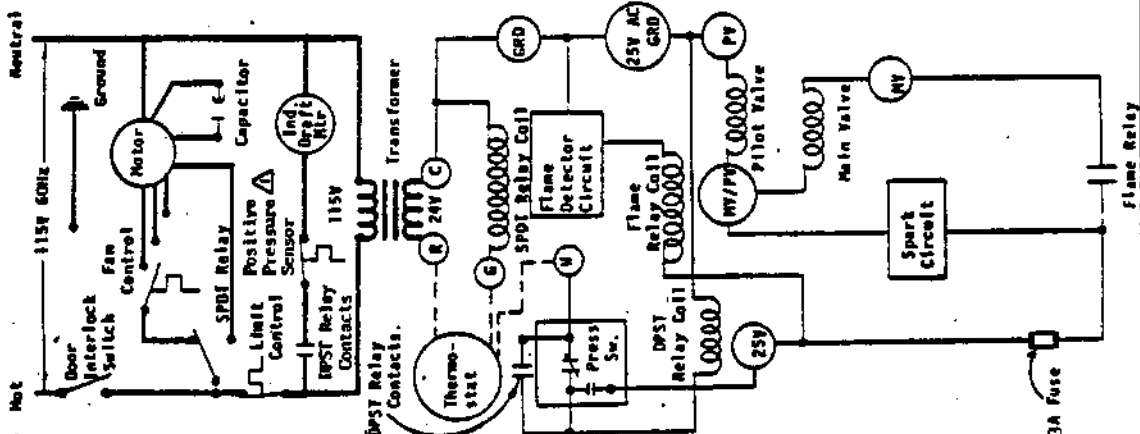 Hot
115V 60Hz
Neutral
Door
Interlock
Switch
Ground
Fan
Control
Motor
Capacitor
SPDT Relay
Limit
Control
Positive
Pressure
Sensor
Ind.
Draft
Mtr
DPST Relay
Contacts
115V
Transformer
24V
R
C
GRD
Thermo-
stat
G
SPDT Relay Coil
DPST Relay
Contacts.
W
Press
Sw.
Flame
Detector
Circuit
25V AC
GRD
Flame
Relay Coil
DPST
Relay Coil
PV
MV/PV
Pilot Valve
25V
Main Valve
MV
Spark
Circuit
3A Fuse
Flame Relay